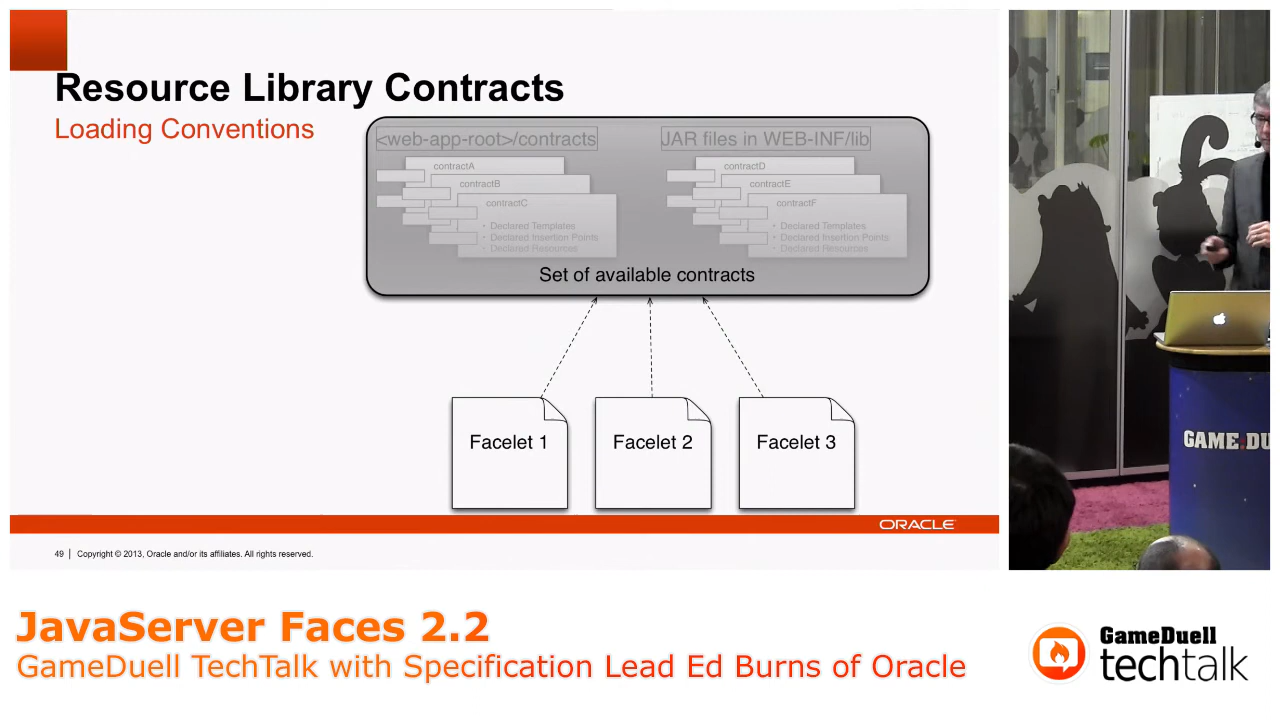 Resource Library Contracts
Loading Conventions
<web-app-root>/contracts
JAR files in WEB-INF/lib
contractA
contractB
contractC
• Declared Templates
• Declared Insertion Points
• Declared Resources
contractD
contractE
contractF
• Declared Templates
• Declared Insertion Points
• Declared Resources
Set of available contracts
Facelet 1
Facelet 2
Facelet 3
ORACLE
49 | Copyright © 2013, Oracle and/or its affiliates. All rights reserved.
GAME.DU
JavaServer Faces 2.2
GameDuell TechTalk with Specification Lead Ed Burns of Oracle
GameDuell
techtalk